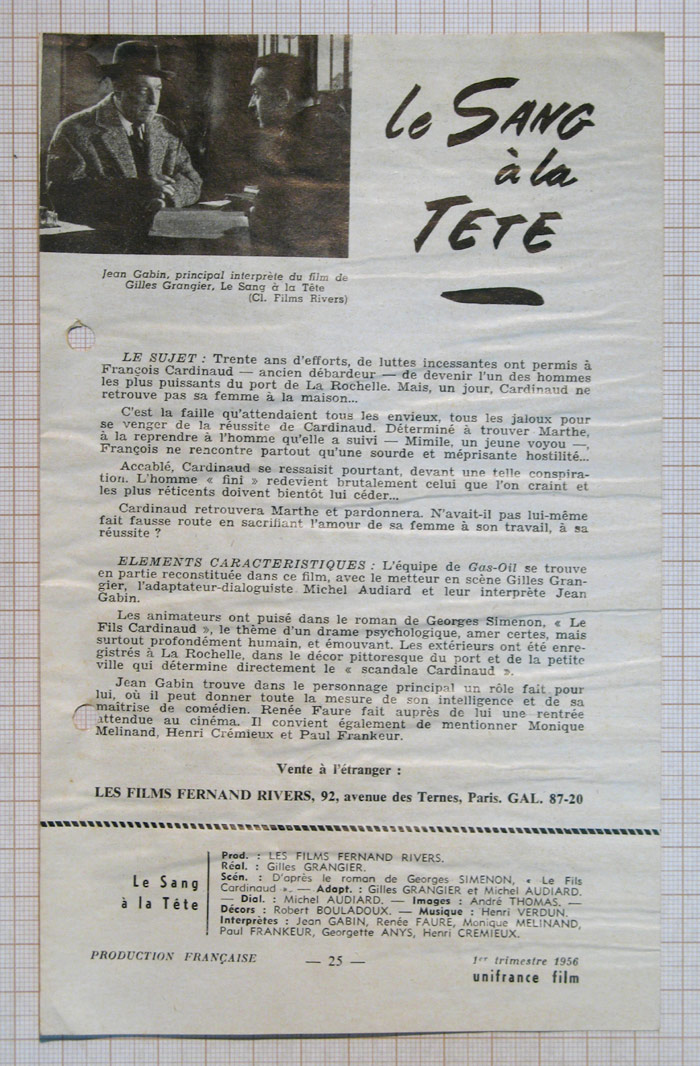 Le SANG
à la
TETE
Jean Gabin, principal interprète du film de
Gilles Grangier, Le Sang à la Tête
(Cl. Films Rivers)
LE SUJET : Trente ans d'efforts, de luttes incessantes ont permis à
François Cardinaud — ancien débardeur — de devenir l'un des hommes
les plus puissants du port de La Rochelle. Mais, un jour, Cardinaud ne
retrouve pas sa femme à la maison...
C'est la faille qu'attendaient tous les envieux, tous les jaloux pour
se venger de la réussite de Cardinaud. Déterminé à trouver Marthe,
à la reprendre à l'homme qu'elle a suivi — Mimile, un jeune voyou —,
François ne rencontre partout qu'une sourde et méprisante hostilité...
Accablé, Cardinaud se ressaisit pourtant, devant une telle conspira-
tion. L'homme « fini » redevient brutalement celui que l'on craint et
les plus réticents doivent bientôt lui céder...
Cardinaud retrouvera Marthe et pardonnera. N'avait-il pas lui-même
fait fausse route en sacrifiant l'amour de sa femme à son travail, à sa
réussite ?
ELEMENTS CARACTERISTIQUES : L'équipe de Gas-Oil se trouve
en partie reconstituée dans ce film, avec le metteur en scène Gilles Gran-
gier, l'adaptateur-dialoguiste Michel Audiard et leur interprète Jean
Gabin.
Les animateurs ont puisé dans le roman de Georges Simenon, « Le
Fils Cardinaud », le thème d'un drame psychologique, amer certes, mais
surtout profondément humain, et émouvant. Les extérieurs ont été enre-
gistrés à La Rochelle, dans le décor pittoresque du port et de la petite
ville qui détermine directement le « scandale Cardinaud ».
Jean Gabin trouve dans le personnage principal un rôle fait pour
lui, où il peut donner toute la mesure de son intelligence et de sa
maîtrise de comédien. Renée Faure fait auprès de lui une rentrée
attendue au cinéma. Il convient également de mentionner Monique
Melinand, Henri Crémieux et Paul Frankeur.
Vente à l'étranger :
LES FILMS FERNAND RIVERS, 92, avenue des Ternes, Paris. GAL. 87-20
Le Sang
à la Tête
Prod. : LES FILMS FERNAND RIVERS.
Réal. : Gilles GRANGIER.
Scén. : D'après le roman de Georges SIMENON, « Le Fils
Cardinaud ». — Adapt. : Gilles GRANGIER et Michel AUDIARD.
— Dial. : Michel AUDIARD. — Images : André THOMAS. —
Décors : Robert BOULADOUX. — Musique : Henri VERDUN.
Interprètes : Jean GABIN, Renée FAURE, Monique MELINAND,
Paul FRANKEUR, Georgette ANYS, Henri CREMIEUX.
PRODUCTION FRANÇAISE
— 25 —
1er trimestre 1956
unifrance film